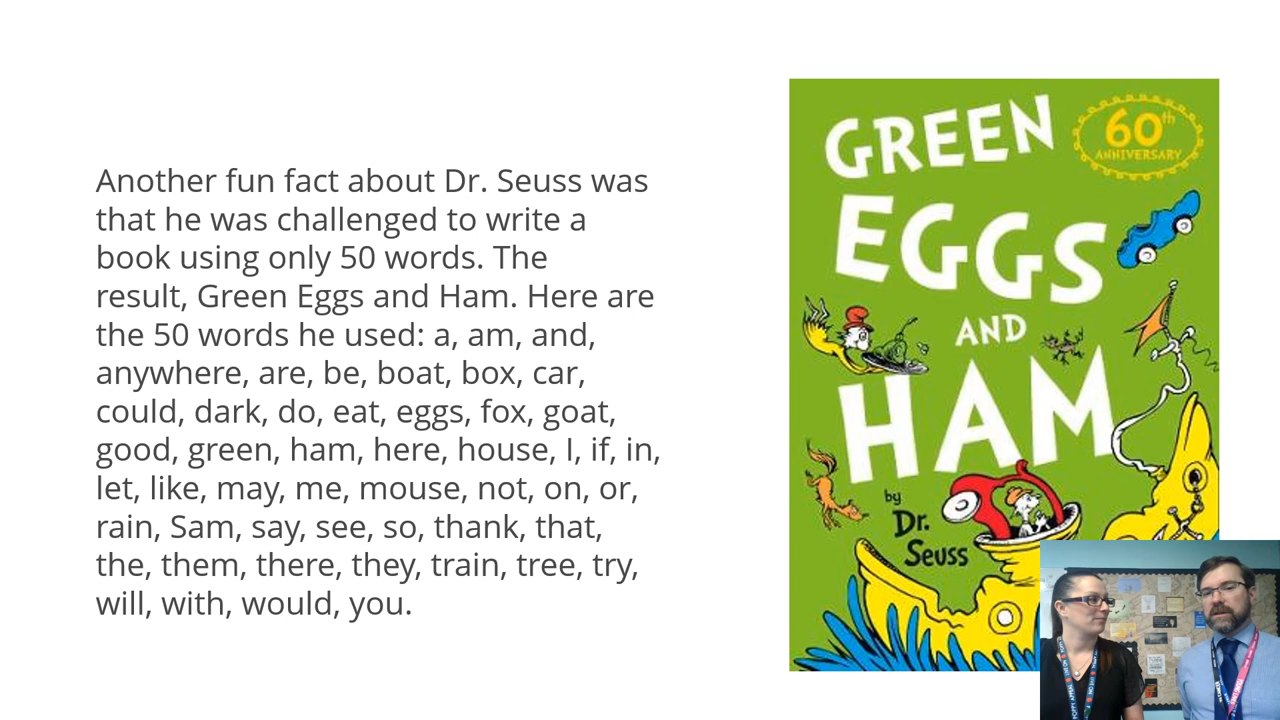 Another fun fact about Dr. Seuss was
that he was challenged to write a
book using only 50 words. The
result, Green Eggs and Ham. Here are
the 50 words he used: a, am, and,
anywhere, are, be, boat, box, car,
could, dark, do, eat, eggs, fox, goat,
good, green, ham, here, house, I, if, in,
let, like, may, me, mouse, not, on, or,
rain, Sam, say, see, so, thank, that,
the, them, there, they, train, tree, try,
will, with, would, you.
GREEN
60th
ANNIVERSARY
EGGS
AND
HAM
by
Dr.
Seuss